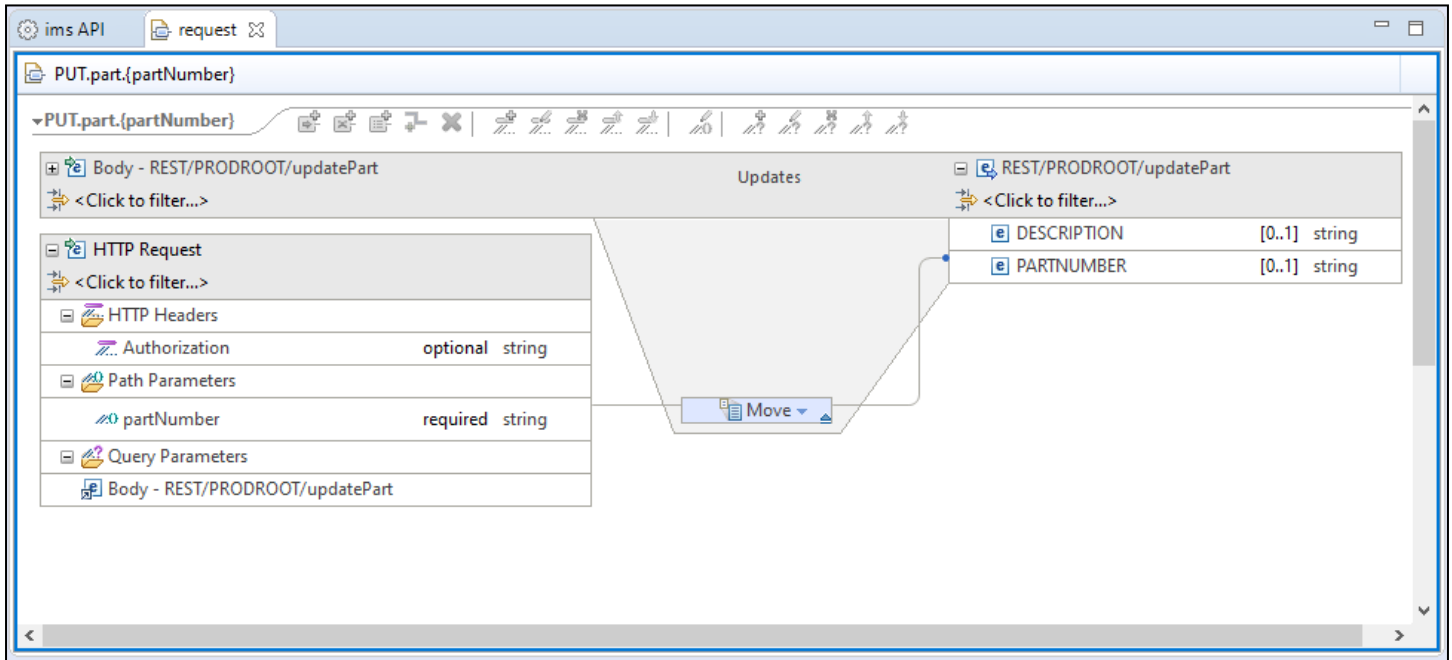 ims API request
PUT.part.{partNumber}
PUT.part.{partNumber}
Body - REST/PRODROOT/updatePart
<Click to filter...>
Updates
REST/PRODROOT/updatePart
<Click to filter...>
DESCRIPTION [0..1] string
PARTNUMBER [0..1] string
HTTP Request
<Click to filter...>
HTTP Headers
Authorization optional string
Path Parameters
partNumber required string
Move
Query Parameters
Body - REST/PRODROOT/updatePart